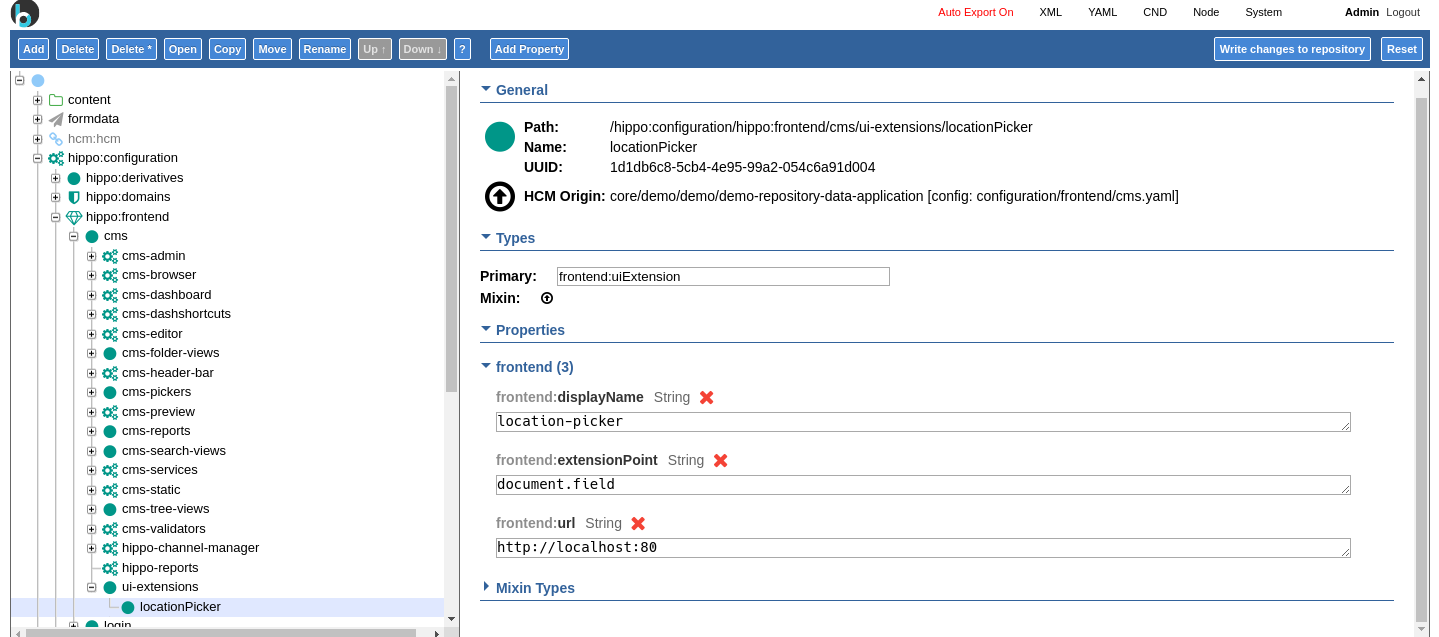 Auto Export On XML YAML CND Node System Admin Logout
Add Delete Delete * Open Copy Move Rename Up ↑ Down ↓ ? Add Property Write changes to repository Reset
content
formdata
hcm:hcm
hippo:configuration
hippo:derivatives
hippo:domains
hippo:frontend
cms
cms-admin
cms-browser
cms-dashboard
cms-dashshortcuts
cms-editor
cms-folder-views
cms-header-bar
cms-pickers
cms-preview
cms-reports
cms-search-views
cms-services
cms-static
cms-tree-views
cms-validators
hippo-channel-manager
hippo-reports
ui-extensions
locationPicker
login
General
Path: /hippo:configuration/hippo:frontend/cms/ui-extensions/locationPicker
Name: locationPicker
UUID: 1d1db6c8-5cb4-4e95-99a2-054c6a91d004
HCM Origin: core/demo/demo/demo-repository-data-application [config: configuration/frontend/cms.yaml]
Types
Primary: frontend:uiExtension
Mixin:
Properties
frontend (3)
frontend:displayName String
location-picker
frontend:extensionPoint String
document.field
frontend:url String
http://localhost:80
Mixin Types